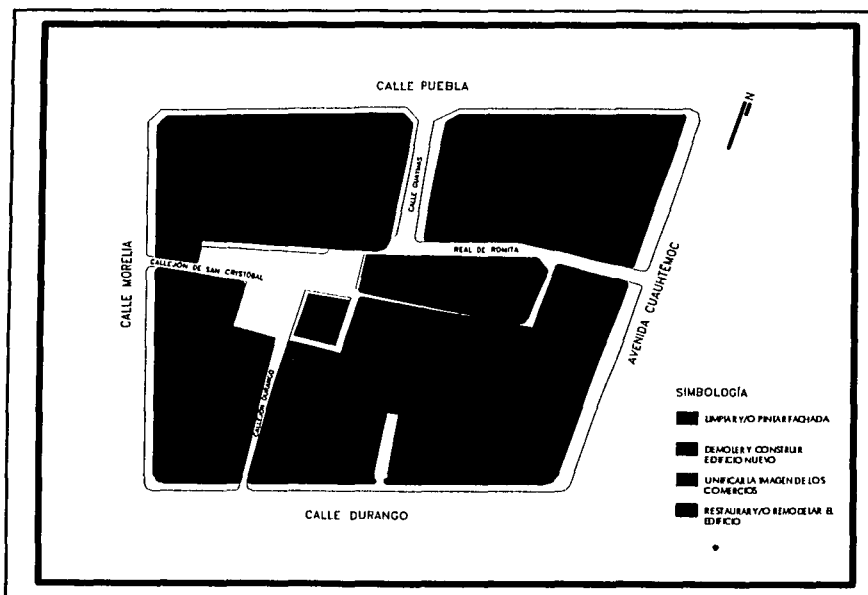 CALLE PUEBLA
N
CALLE GUAYMAS
REAL DE ROMITA
CALLEJÓN DE SAN CRISTOBAL
CALLE MORELIA
AVENIDA CUAUHTÉMOC
CALLEJÓN DURANGO
CALLE DURANGO
SIMBOLOGÍA
LIMPIAR Y/O PINTAR FACHADA
DEMOLER Y CONSTRUIR
EDIFICIO NUEVO
UNIFICAR LA IMAGEN DE LOS
COMERCIOS
RESTAURAR Y/O REMODELAR EL
EDIFICIO